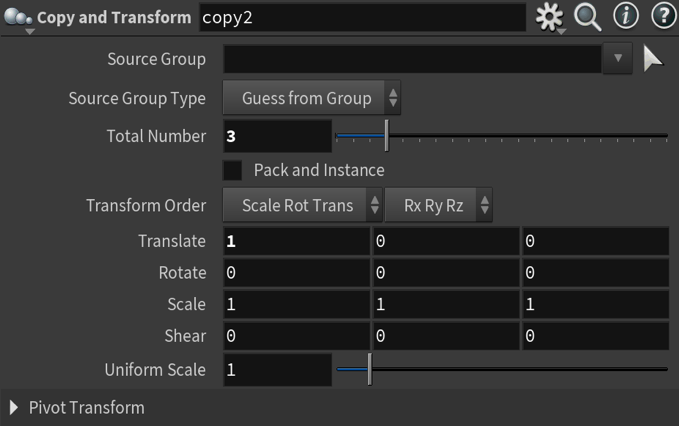 Copy and Transform copy2
Source Group
Source Group Type Guess from Group
Total Number 3
Pack and Instance
Transform Order Scale Rot Trans Rx Ry Rz
Translate 1 0 0
Rotate 0 0 0
Scale 1 1 1
Shear 0 0 0
Uniform Scale 1
Pivot Transform